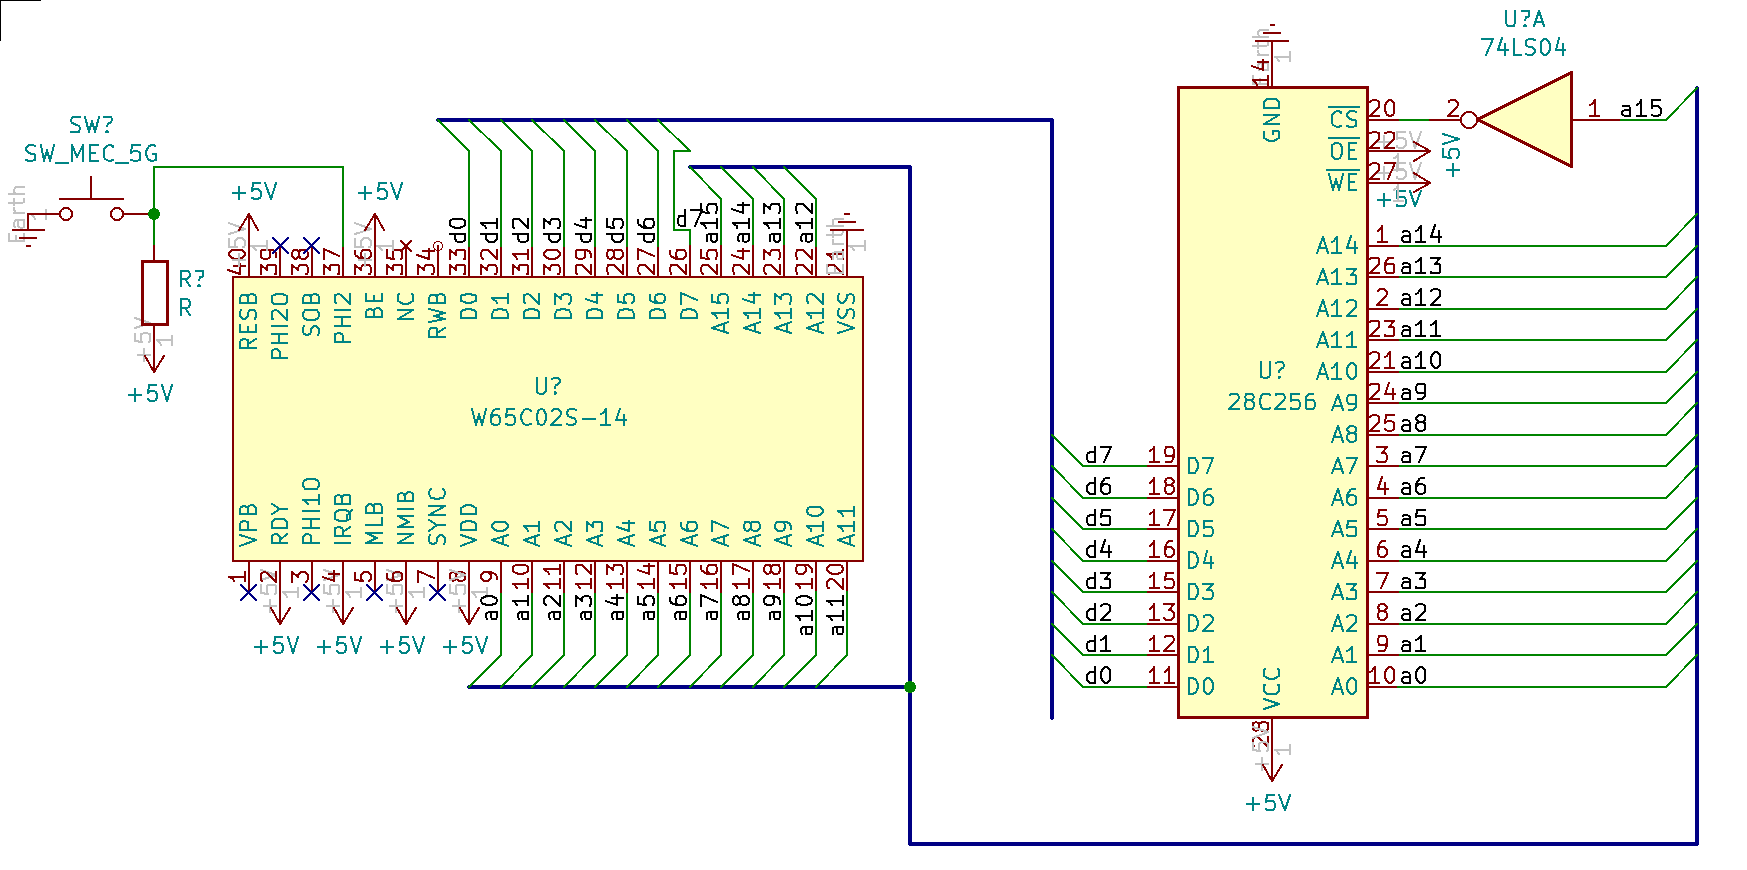 U?A
74LS04
SW?
SW_MEC_5G
Earth
1
+5V
+5V
R?
R
+5V
1
+5V
40
39
38
37
36
35
34
33
32
31
30
29
28
27
26
25
24
23
22
21
d0
d1
d2
d3
d4
d5
d6
d7
a15
a14
a13
a12
Earth
1
RESB
PHI2O
SOB
PHI2
BE
NC
RWB
D0
D1
D2
D3
D4
D5
D6
D7
A15
A14
A13
A12
VSS
U?
W65C02S-14
VPB
RDY
PHI1O
IRQB
MLB
NMIB
SYNC
VDD
A0
A1
A2
A3
A4
A5
A6
A7
A8
A9
A10
A11
1
2
3
4
5
6
7
8
9
10
11
12
13
14
15
16
17
18
19
20
a0
a1
a2
a3
a4
a5
a6
a7
a8
a9
a10
a11
+5V
+5V
+5V
+5V
Earth
1
14
GND
CS
20
2
1
a15
OE
22
+5V
WE
27
+5V
A14
1
a14
A13
26
a13
A12
2
a12
A11
23
a11
A10
21
a10
A9
24
a9
A8
25
a8
A7
3
a7
A6
4
a6
A5
5
a5
A4
6
a4
A3
7
a3
A2
8
a2
A1
9
a1
A0
10
a0
U?
28C256
d7
19
D7
d6
18
D6
d5
17
D5
d4
16
D4
d3
15
D3
d2
13
D2
d1
12
D1
d0
11
D0
VCC
28
+5V
1
+5V